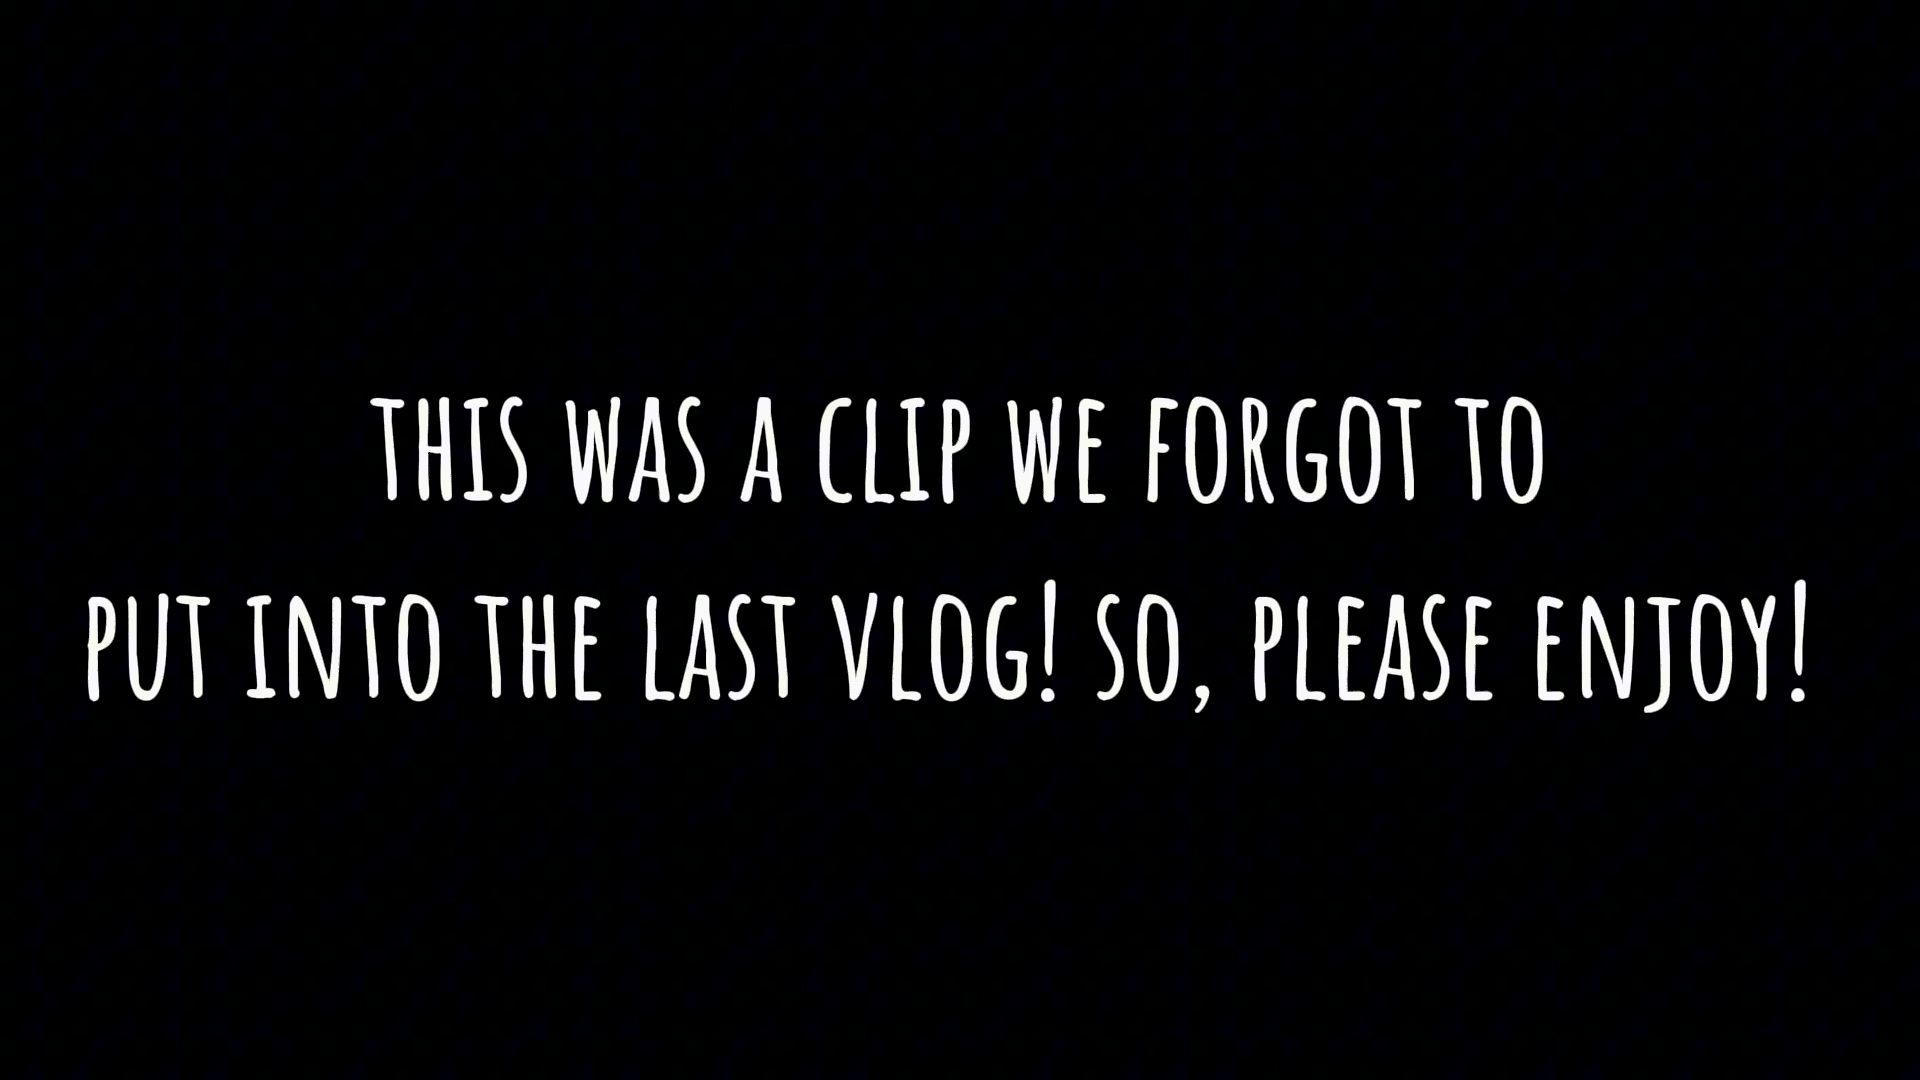 THIS WAS A CLIP WE FORGOT TO
PUT INTO THE LAST VLOG! SO, PLEASE ENJOY!